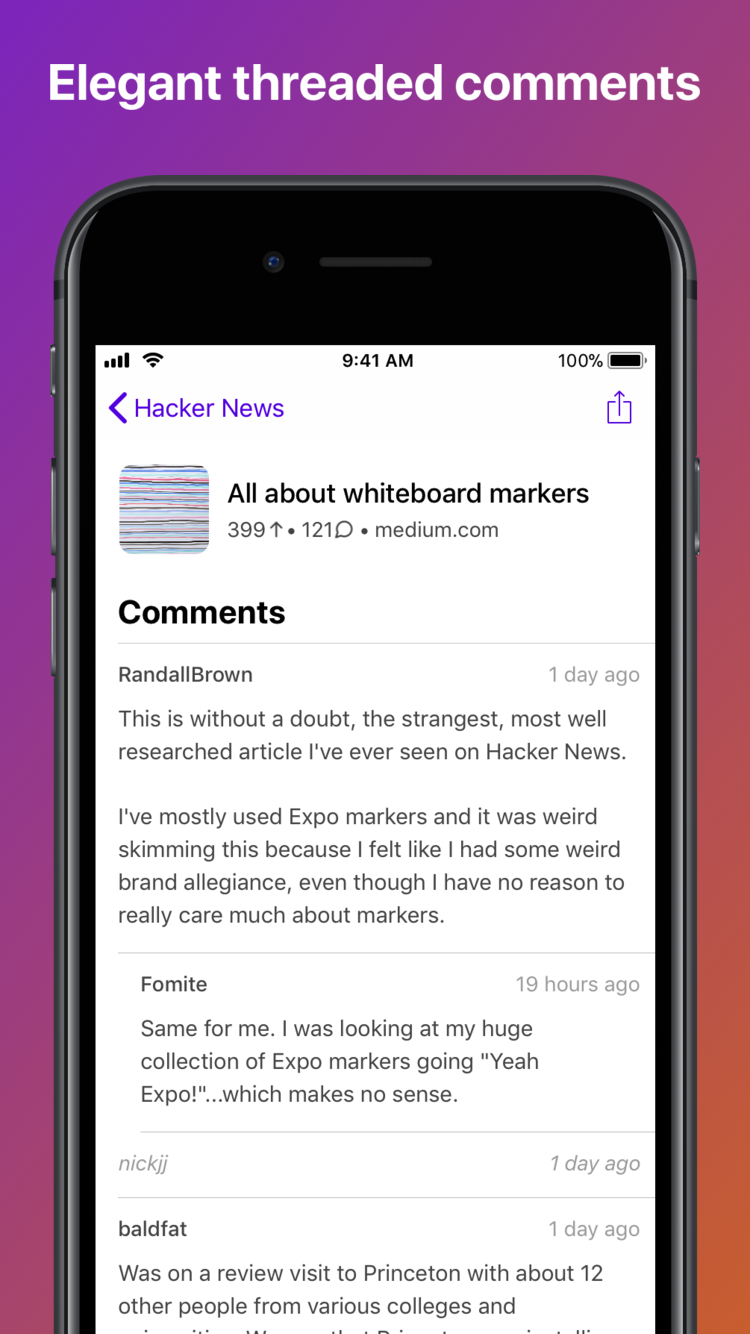 Elegant threaded comments
9:41 AM
100%
Hacker News
All about whiteboard markers
399↑ • 121 • medium.com
Comments
RandallBrown 1 day ago
This is without a doubt, the strangest, most well
researched article I've ever seen on Hacker News.
I've mostly used Expo markers and it was weird
skimming this because I felt like I had some weird
brand allegiance, even though I have no reason to
really care much about markers.
Fomite 19 hours ago
Same for me. I was looking at my huge
collection of Expo markers going "Yeah
Expo!"...which makes no sense.
nickjj 1 day ago
baldfat 1 day ago
Was on a review visit to Princeton with about 12
other people from various colleges and